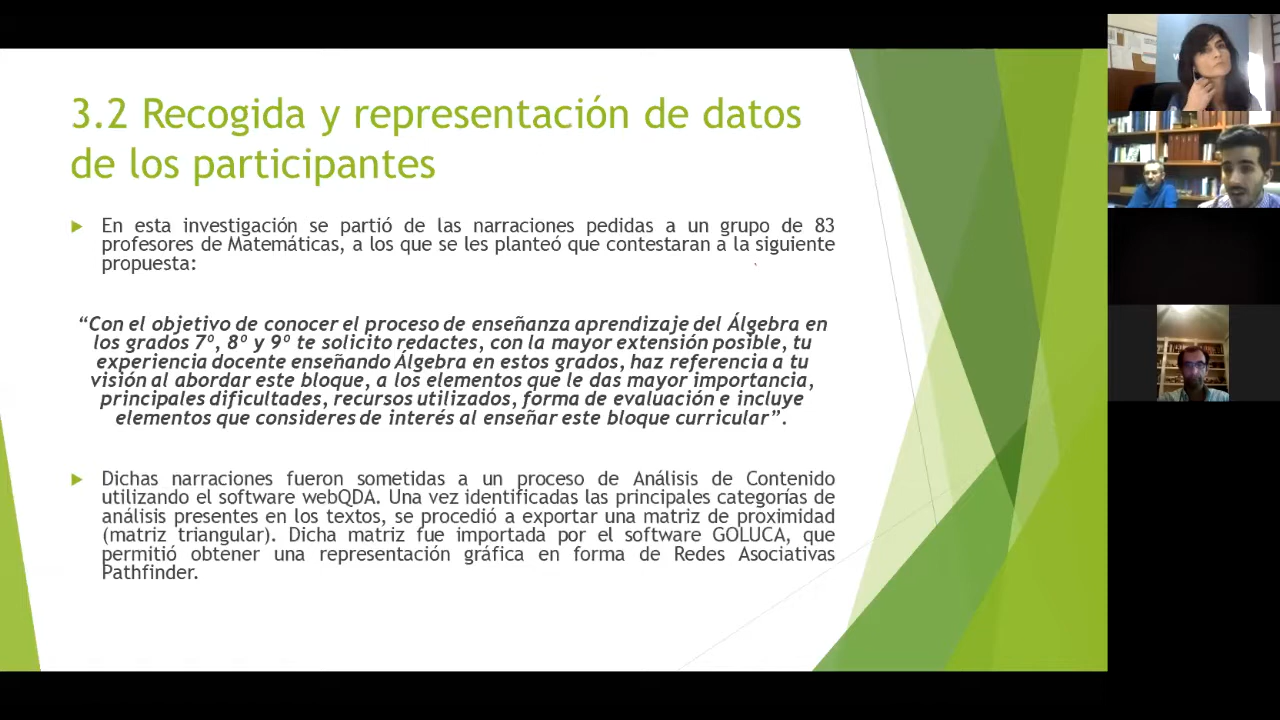 3.2 Recogida y representación de datos
de los participantes
En esta investigación se partió de las narraciones pedidas a un grupo de 83
profesores de Matemáticas, a los que se les planteó que contestaran a la siguiente
propuesta:
“Con el objetivo de conocer el proceso de enseñanza aprendizaje del Álgebra en
los grados 7º, 8º y 9º te solicito redactes, con la mayor extensión posible, tu
experiencia docente enseñando Álgebra en estos grados, haz referencia a tu
visión al abordar este bloque, a los elementos que le das mayor importancia,
principales dificultades, recursos utilizados, forma de evaluación e incluye
elementos que consideres de interés al enseñar este bloque curricular”.
Dichas narraciones fueron sometidas a un proceso de Análisis de Contenido
utilizando el software webQDA. Una vez identificadas las principales categorías de
análisis presentes en los textos, se procedió a exportar una matriz de proximidad
(matriz triangular). Dicha matriz fue importada por el software GOLUCA, que
permitió obtener una representación gráfica en forma de Redes Asociativas
Pathfinder.